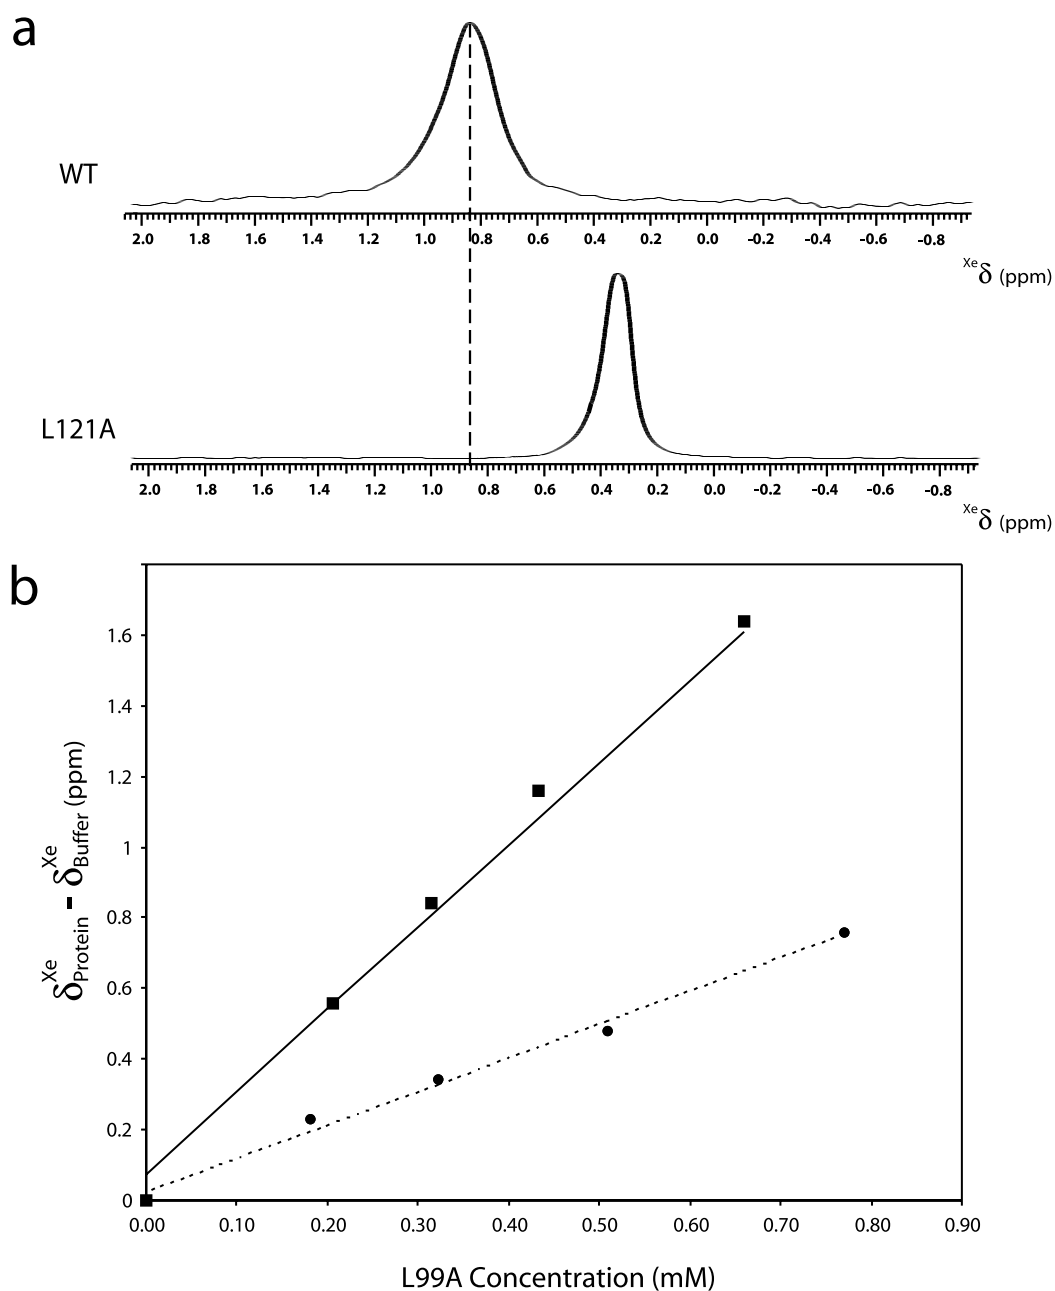 a
WT
2.0 1.8 1.6 1.4 1.2 1.0 0.8 0.6 0.4 0.2 0.0 -0.2 -0.4 -0.6 -0.8
Xeδ (ppm)
L121A
2.0 1.8 1.6 1.4 1.2 1.0 0.8 0.6 0.4 0.2 0.0 -0.2 -0.4 -0.6 -0.8
Xeδ (ppm)
b
δXeProtein - δXeBuffer (ppm)
1.6
1.4
1.2
1
0.8
0.6
0.4
0.2
0
0.00 0.10 0.20 0.30 0.40 0.50 0.60 0.70 0.80 0.90
L99A Concentration (mM)